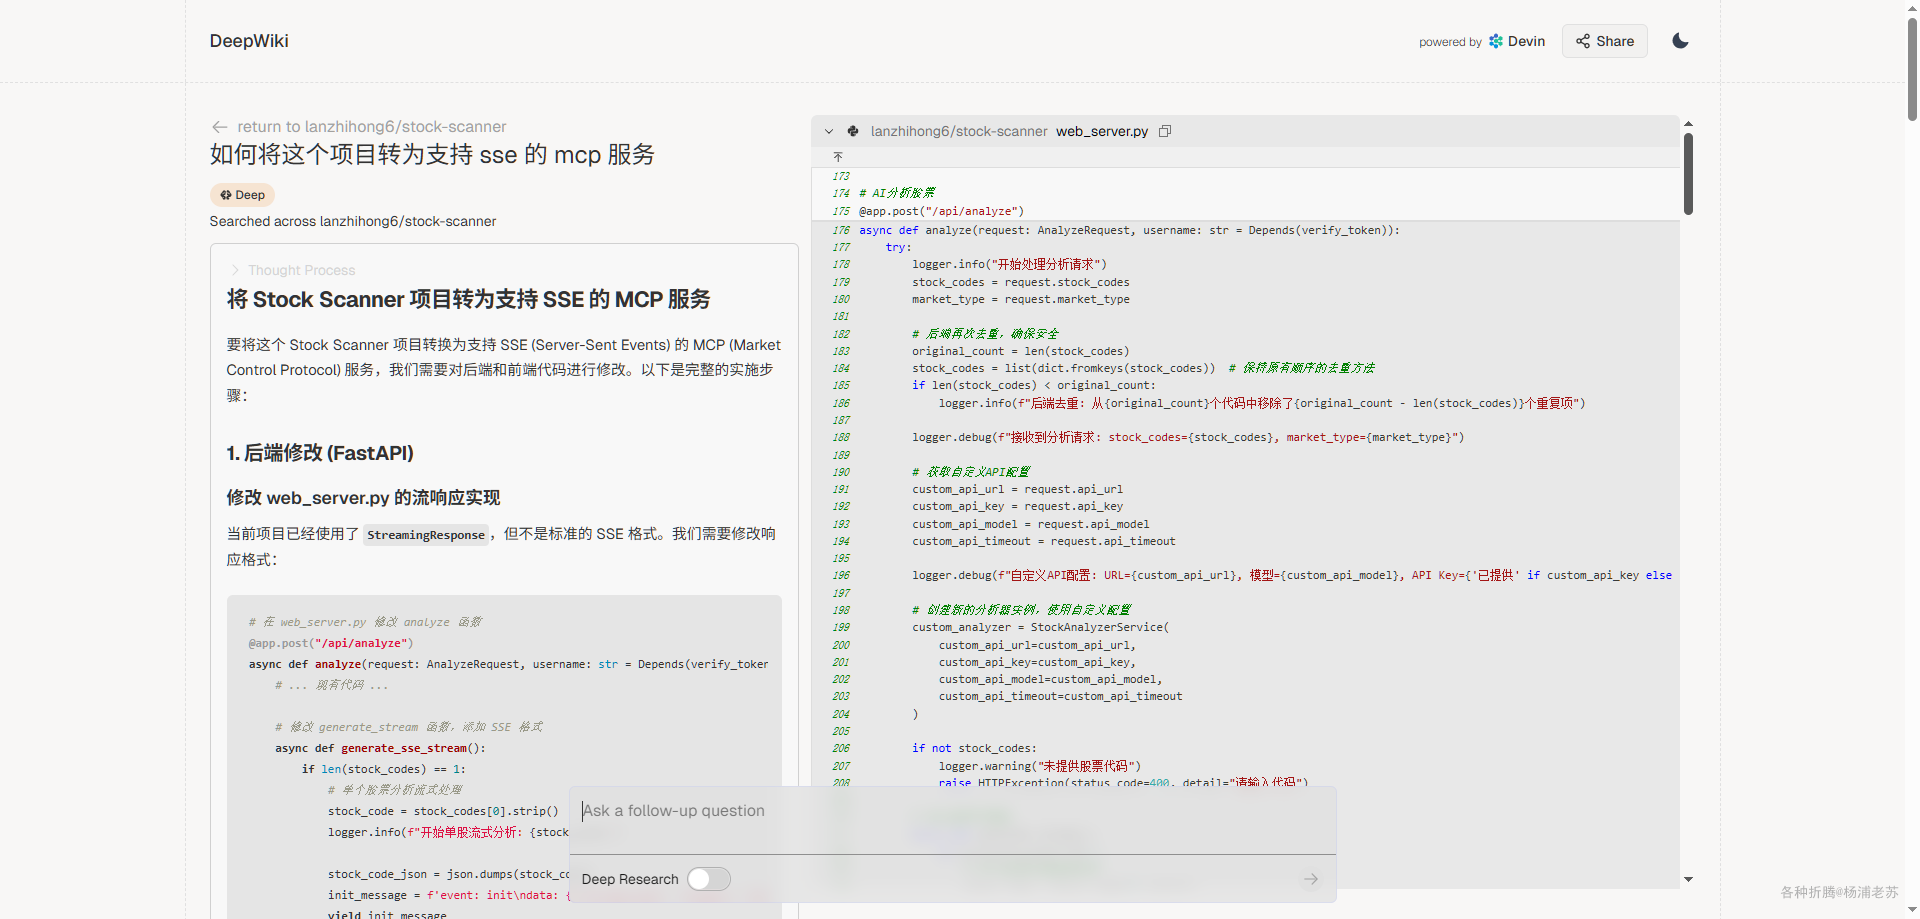 DeepWiki
powered by Devin
Share
return to lanzhihong6/stock-scanner
如何将这个项目转为支持 sse 的 mcp 服务
Deep
Searched across lanzhihong6/stock-scanner
Thought Process
将 Stock Scanner 项目转为支持 SSE 的 MCP 服务
要将这个 Stock Scanner 项目转换为支持 SSE (Server-Sent Events) 的 MCP (Market
Control Protocol) 服务，我们需要对后端和前端代码进行修改。以下是完整的实施步
骤：
1. 后端修改 (FastAPI)
修改 web_server.py 的流响应实现
当前项目已经使用了 StreamingResponse，但不是标准的 SSE 格式。我们需要修改响
应格式：
# 在 web_server.py 修改 analyze 函数
@app.post("/api/analyze")
async def analyze(request: AnalyzeRequest, username: str = Depends(verify_token
# ... 现有代码 ...
# 修改 generate_stream 函数，添加 SSE 格式
async def generate_sse_stream():
if len(stock_codes) == 1:
# 单个股票分析流式处理
stock_code = stock_codes[0].strip()
logger.info(f"开始单股流式分析: {stock
stock_code_json = json.dumps(stock_co
init_message = f'event: init\ndata: {
yield init_message
lanzhihong6/stock-scanner web_server.py
173
174 # AI分析股票
175 @app.post("/api/analyze")
176 async def analyze(request: AnalyzeRequest, username: str = Depends(verify_token)):
177 try:
178 logger.info("开始处理分析请求")
179 stock_codes = request.stock_codes
180 market_type = request.market_type
181
182 # 后端再次去重，确保安全
183 original_count = len(stock_codes)
184 stock_codes = list(dict.fromkeys(stock_codes)) # 保持原有顺序的去重方法
185 if len(stock_codes) < original_count:
186 logger.info(f"后端去重: 从{original_count}个代码中移除了{original_count - len(stock_codes)}个重复项")
187
188 logger.debug(f"接收到分析请求: stock_codes={stock_codes}, market_type={market_type}")
189
190 # 获取自定义API配置
191 custom_api_url = request.api_url
192 custom_api_key = request.api_key
193 custom_api_model = request.api_model
194 custom_api_timeout = request.api_timeout
195
196 logger.debug(f"自定义API配置: URL={custom_api_url}, 模型={custom_api_model}, API Key={'已提供' if custom_api_key else
197
198 # 创建新的分析器实例，使用自定义配置
199 custom_analyzer = StockAnalyzerService(
200 custom_api_url=custom_api_url,
201 custom_api_key=custom_api_key,
202 custom_api_model=custom_api_model,
203 custom_api_timeout=custom_api_timeout
204 )
205
206 if not stock_codes:
207 logger.warning("未提供股票代码")
208 raise HTTPException(status_code=400, detail="请输入代码")
Ask a follow-up question
Deep Research
各种折腾@杨浦老苏